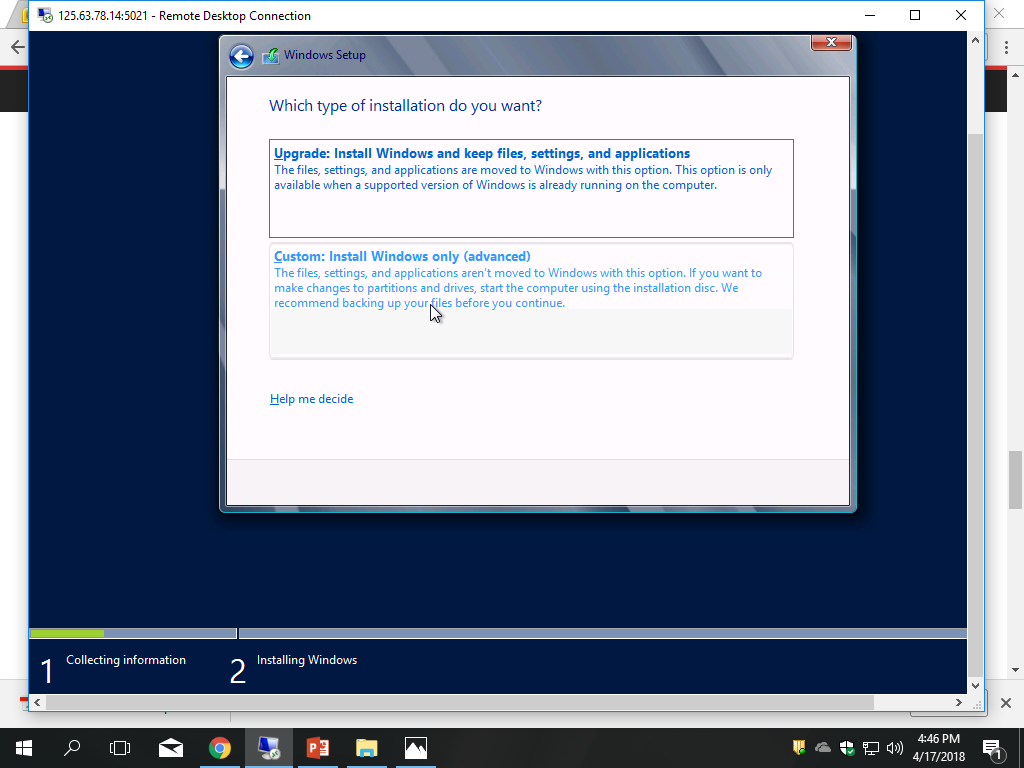 125.63.78.14:5021 - Remote Desktop Connection
Windows Setup
Which type of installation do you want?
Upgrade: Install Windows and keep files, settings, and applications
The files, settings, and applications are moved to Windows with this option. This option is only
available when a supported version of Windows is already running on the computer.
Custom: Install Windows only (advanced)
The files, settings, and applications aren't moved to Windows with this option. If you want to
make changes to partitions and drives, start the computer using the installation disc. We
recommend backing up your files before you continue.
Help me decide
1 Collecting information
2 Installing Windows
4:46 PM
4/17/2018
1